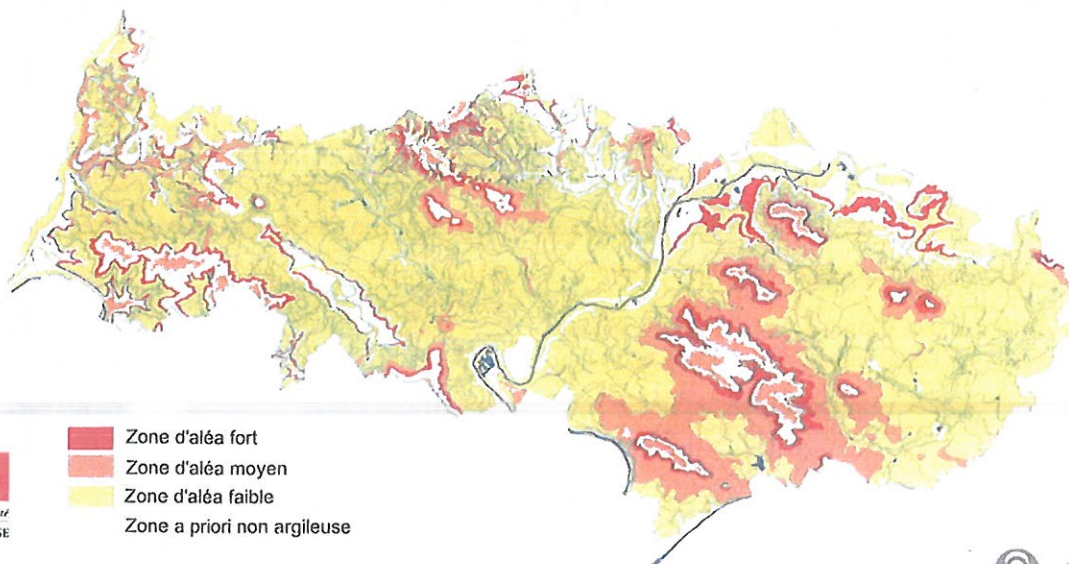 Zone d'aléa fort
Zone d'aléa moyen
Zone d'aléa faible
Zone a priori non argileuse